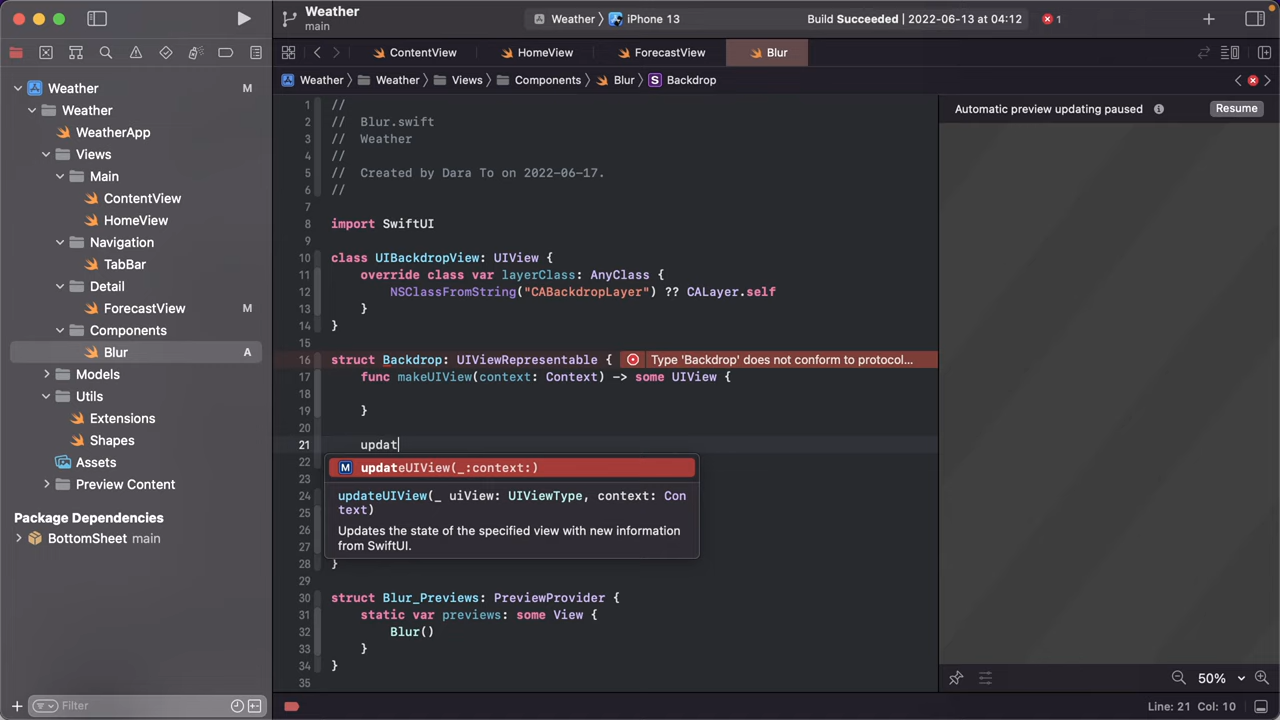 Weather
main
Weather 〉 iPhone 13
Build Succeeded | 2022-06-13 at 04:12
1
ContentView
HomeView
ForecastView
Blur
Weather 〉 Weather 〉 Views 〉 Components 〉 Blur 〉 S Backdrop
Weather M
Weather
WeatherApp
Views
Main
ContentView
HomeView
Navigation
TabBar
Detail
ForecastView M
Components
Blur A
Models
Utils
Extensions
Shapes
Assets
Preview Content
Package Dependencies
BottomSheet main
Filter
1 //
2 // Blur.swift
3 // Weather
4 //
5 // Created by Dara To on 2022-06-17.
6 //
7
8 import SwiftUI
9
10 class UIBackdropView: UIView {
11 override class var layerClass: AnyClass {
12 NSClassFromString("CABackdropLayer") ?? CALayer.self
13 }
14 }
15
16 struct Backdrop: UIViewRepresentable { Type 'Backdrop' does not conform to protocol...
17 func makeUIView(context: Context) -> some UIView {
18
19 }
20
21 updat
22
23
24
25
26
27
28 }
29
30 struct Blur_Previews: PreviewProvider {
31 static var previews: some View {
32 Blur()
33 }
34 }
35
M updateUIView(_:context:)
updateUIView(_ uiView: UIViewType, context: Con
text)
Updates the state of the specified view with new information
from SwiftUI.
Automatic preview updating paused
Resume
50%
Line: 21 Col: 10